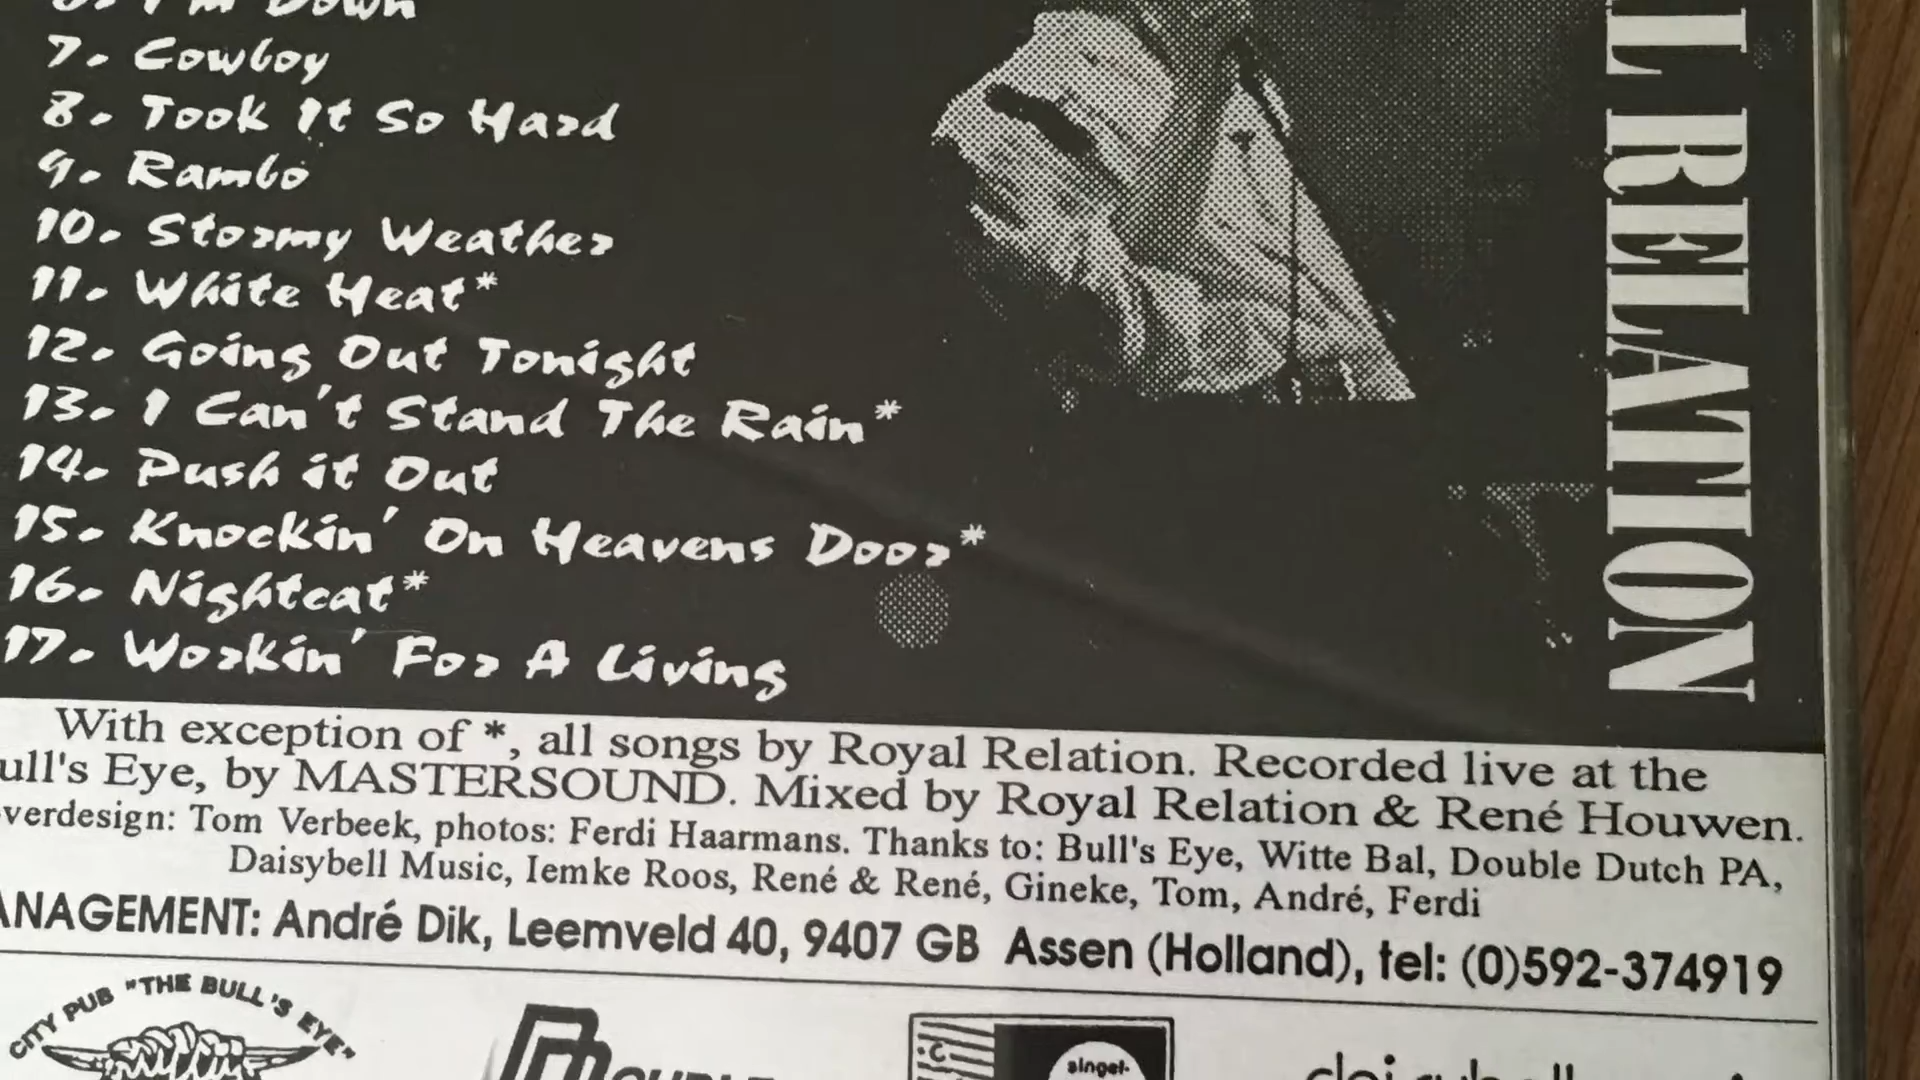 I'm Down
7. Cowboy
8. Took It So Hard
9. Rambo
10. Stormy Weather
11. White Heat*
12. Going Out Tonight
13. I Can't Stand The Rain*
14. Push it Out
15. Knockin' On Heavens Door*
16. Nightcat*
17. Workin' For A Living
L RELATION
With exception of *, all songs by Royal Relation. Recorded live at the
ull's Eye, by MASTERSOUND. Mixed by Royal Relation & René Houwen.
verdesign: Tom Verbeek, photos: Ferdi Haarmans. Thanks to: Bull's Eye, Witte Bal, Double Dutch PA,
Daisybell Music, Iemke Roos, René & René, Gineke, Tom, André, Ferdi
ANAGEMENT: André Dik, Leemveld 40, 9407 GB Assen (Holland), tel: (0)592-374919
CITY PUB "THE BULL'S EYE"
singel-